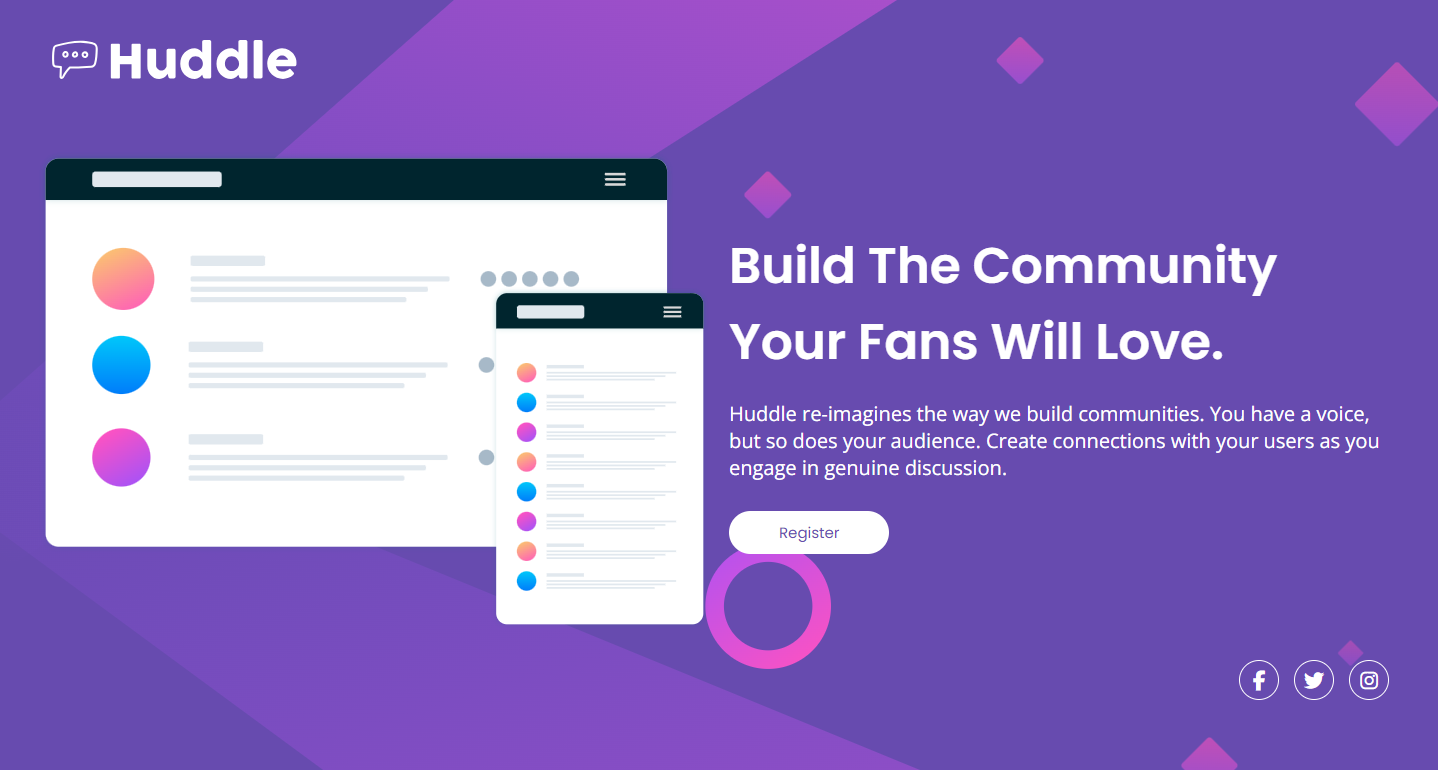 Huddle
Build The Community
Your Fans Will Love.
Huddle re-imagines the way we build communities. You have a voice,
but so does your audience. Create connections with your users as you
engage in genuine discussion.
Register